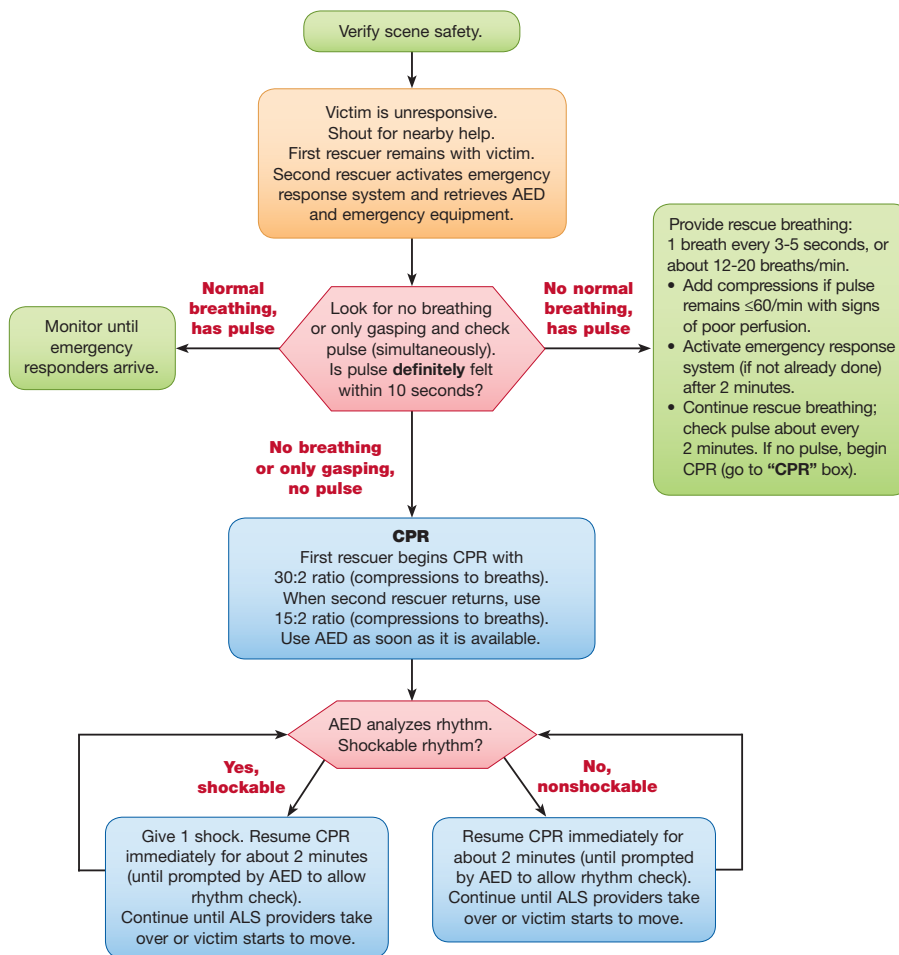 Verify scene safety.
Victim is unresponsive.
Shout for nearby help.
First rescuer remains with victim.
Second rescuer activates emergency
response system and retrieves AED
and emergency equipment.
Normal
breathing,
has pulse
Look for no breathing
or only gasping and check
pulse (simultaneously).
Is pulse definitely felt
within 10 seconds?
No normal
breathing,
has pulse
Monitor until
emergency
responders arrive.
Provide rescue breathing:
1 breath every 3-5 seconds, or
about 12-20 breaths/min.
• Add compressions if pulse
remains ≤60/min with signs
of poor perfusion.
• Activate emergency response
system (if not already done)
after 2 minutes.
• Continue rescue breathing;
check pulse about every
2 minutes. If no pulse, begin
CPR (go to “CPR” box).
No breathing
or only gasping,
no pulse
CPR
First rescuer begins CPR with
30:2 ratio (compressions to breaths).
When second rescuer returns, use
15:2 ratio (compressions to breaths).
Use AED as soon as it is available.
AED analyzes rhythm.
Shockable rhythm?
Yes,
shockable
No,
nonshockable
Give 1 shock. Resume CPR
immediately for about 2 minutes
(until prompted by AED to allow
rhythm check).
Continue until ALS providers take
over or victim starts to move.
Resume CPR immediately for
about 2 minutes (until prompted
by AED to allow rhythm check).
Continue until ALS providers take
over or victim starts to move.